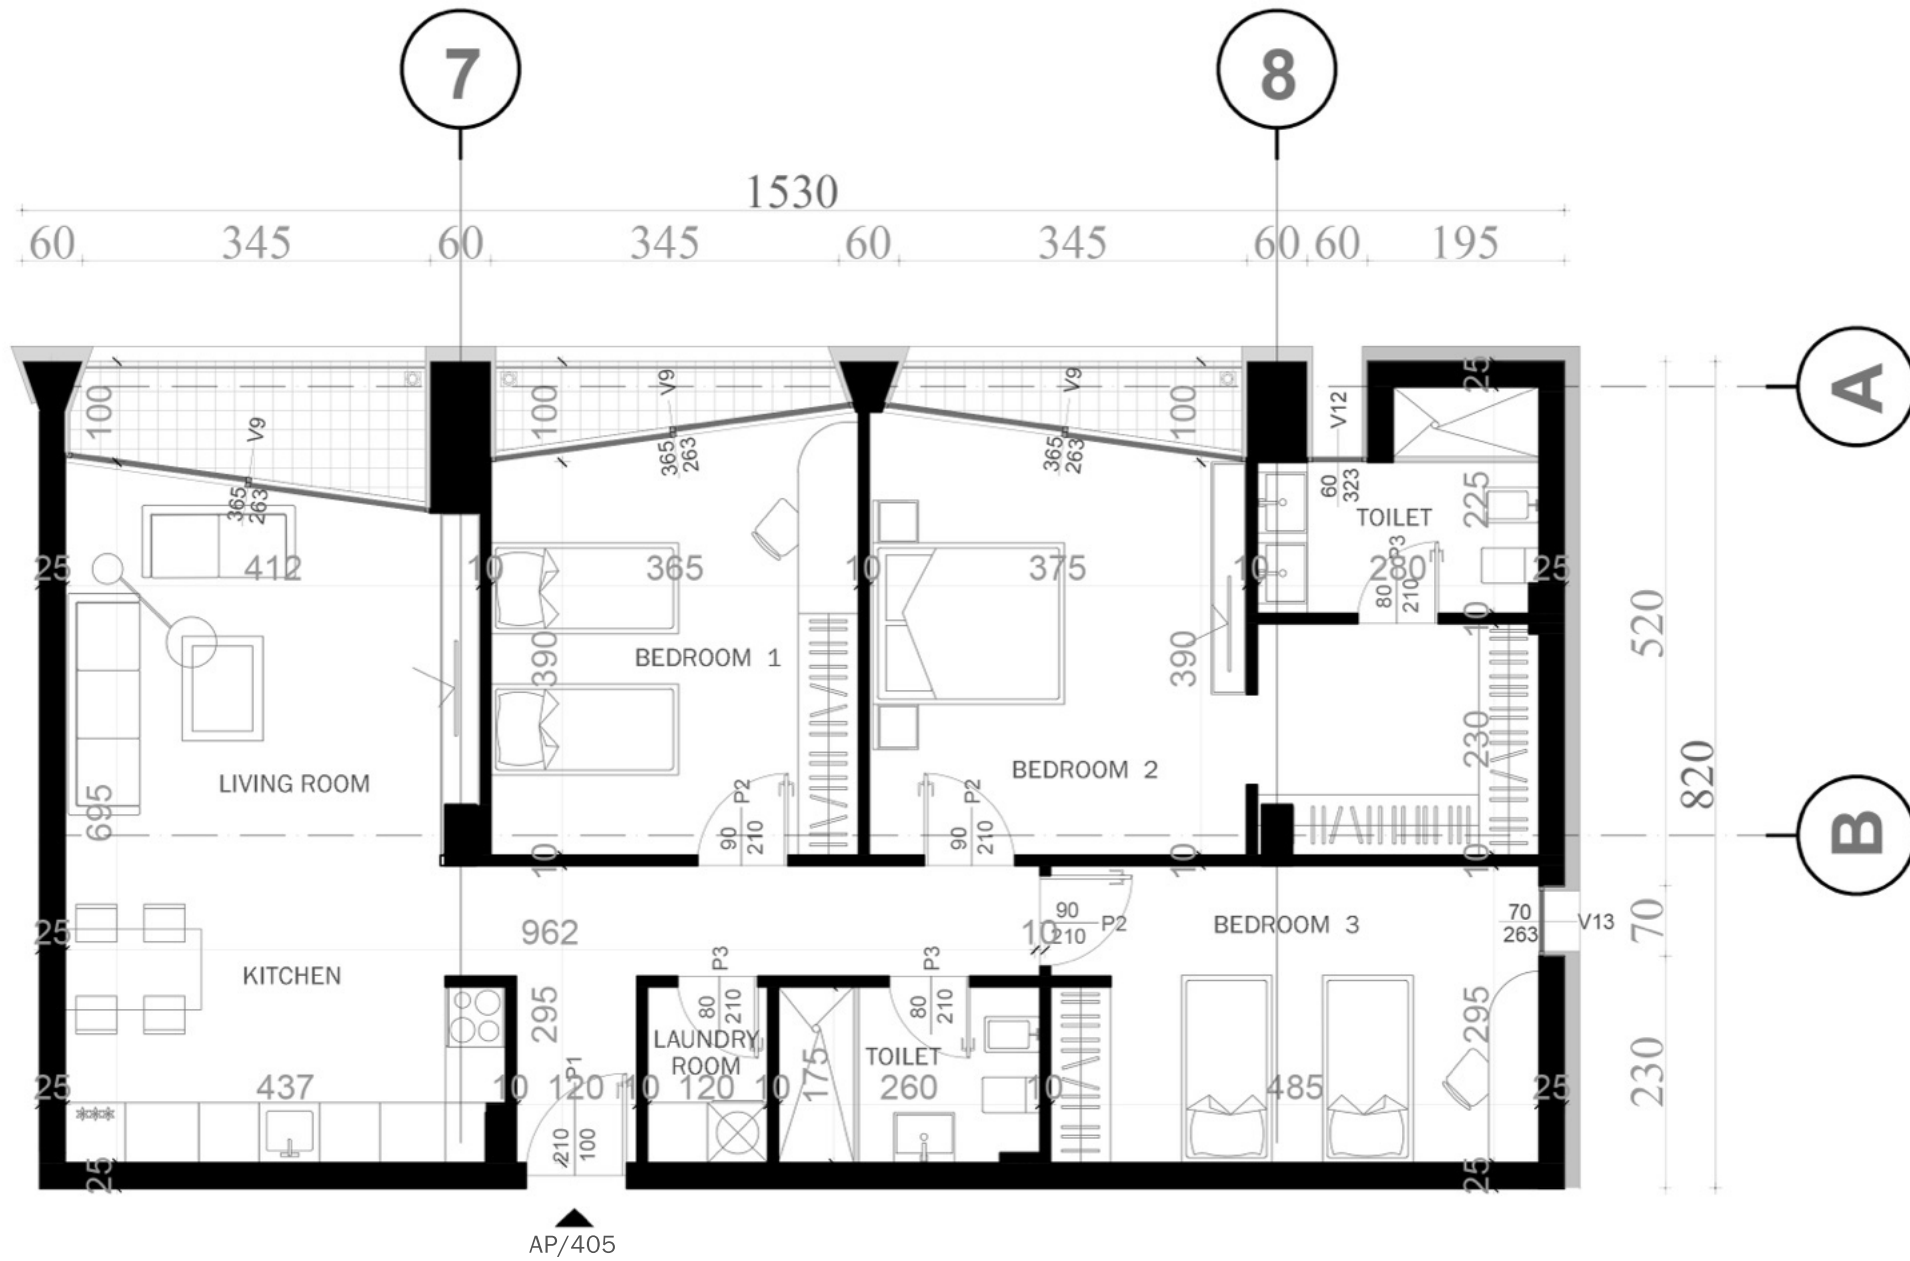 7
8
1530
60 345 60 345 60 345 60 60 195
A
B
520
70
230
820
100
V9
365
263
100
V9
365
263
V9
365
263
100
V12
60
323
25
225
TOILET
P3
80
210
25 412 10 365 10 375 10 260 25
390
BEDROOM 1
390
BEDROOM 2
10
230
LIVING ROOM
695
P2
90
210
P2
90
210
10
10
10
25 962 10
90
210
P2
BEDROOM 3
70
263
V13
KITCHEN
295
P3
80
210
LAUNDRY
ROOM
P3
80
210
TOILET
175
295
P1
25 437 10 120 10 120 10 260 10 485 25
210
100
25
25
AP/405